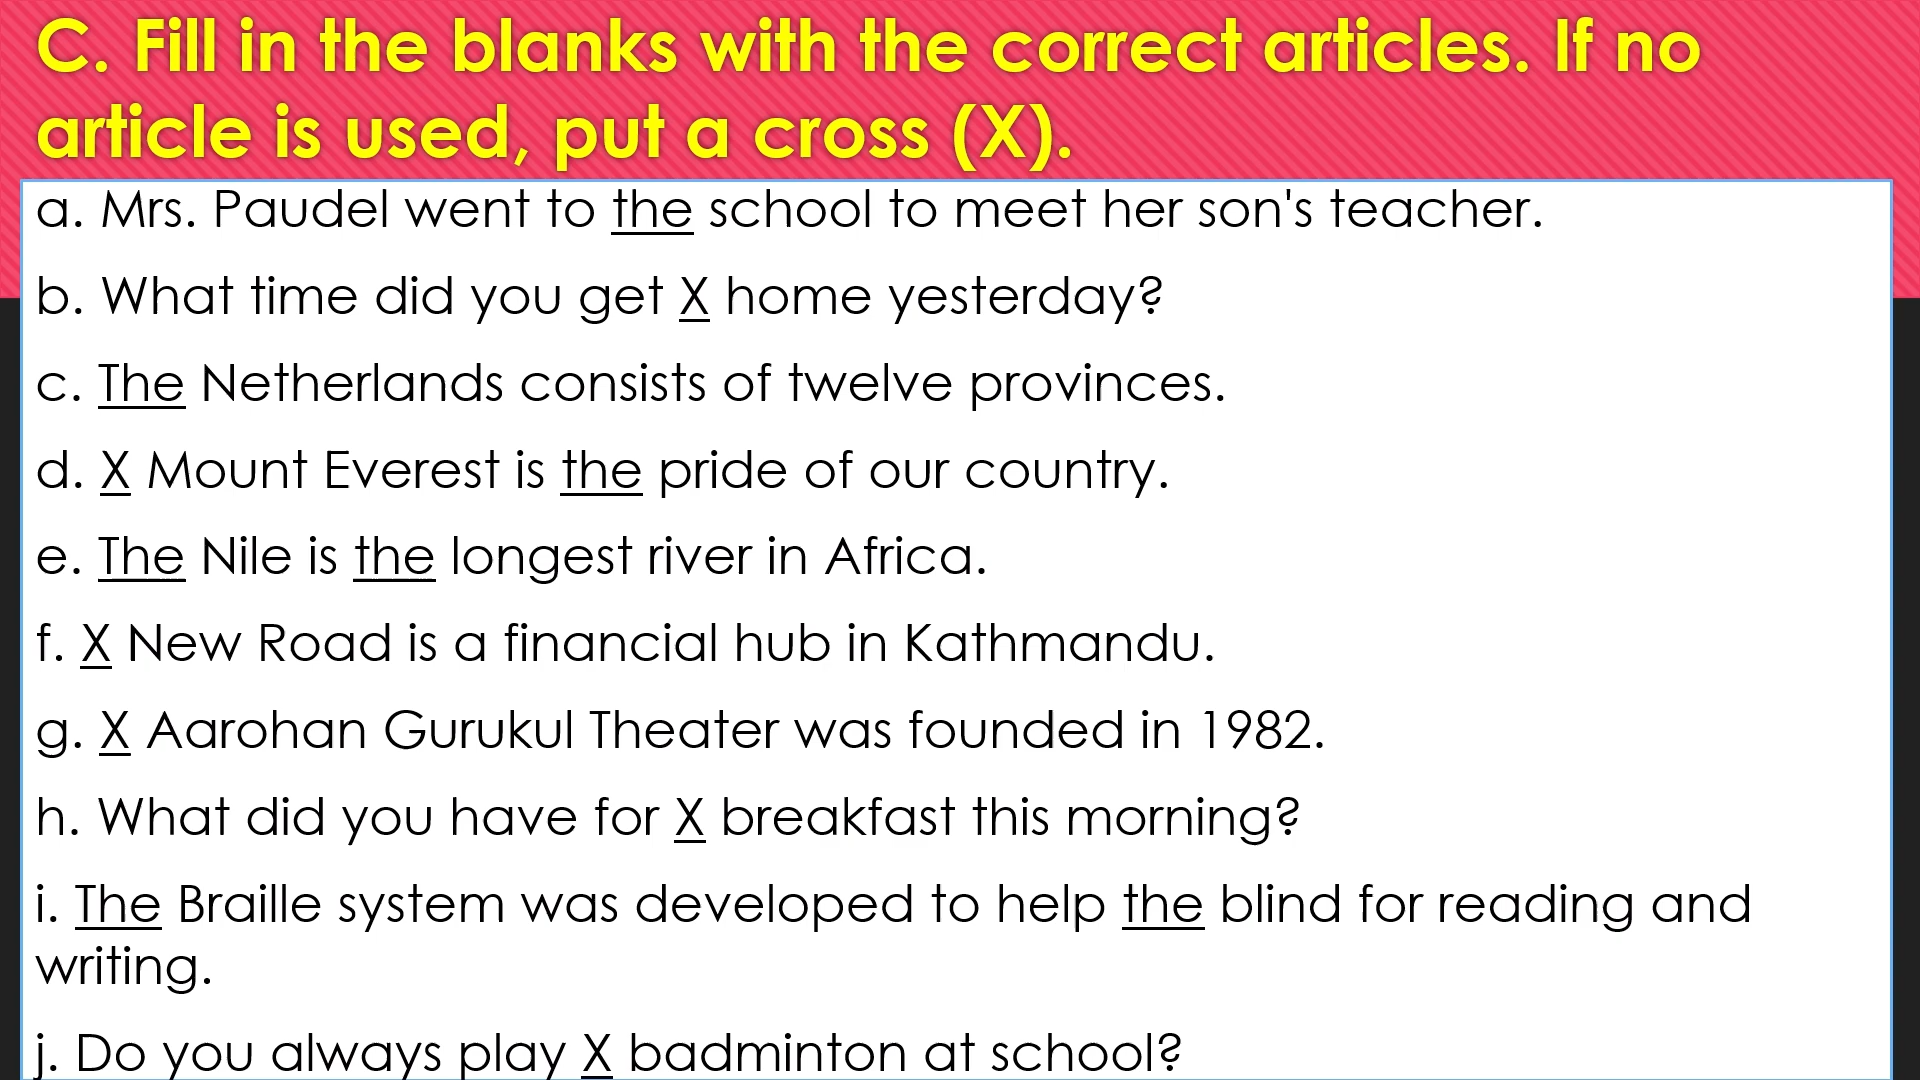 C. Fill in the blanks with the correct articles. If no
article is used, put a cross (X).
a. Mrs. Paudel went to the school to meet her son's teacher.
b. What time did you get X home yesterday?
c. The Netherlands consists of twelve provinces.
d. X Mount Everest is the pride of our country.
e. The Nile is the longest river in Africa.
f. X New Road is a financial hub in Kathmandu.
g. X Aarohan Gurukul Theater was founded in 1982.
h. What did you have for X breakfast this morning?
i. The Braille system was developed to help the blind for reading and
writing.
j. Do you always play X badminton at school?